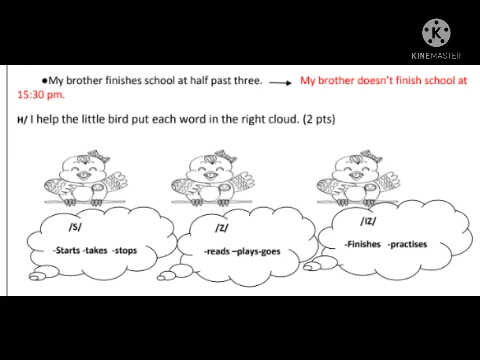 KINEMASTER
•My brother finishes school at half past three. → My brother doesn't finish school at
15:30 pm.
H/ I help the little bird put each word in the right cloud. (2 pts)
/S/ /Z/ /IZ/
-Starts -takes -stops -reads –plays-goes -Finishes -practises